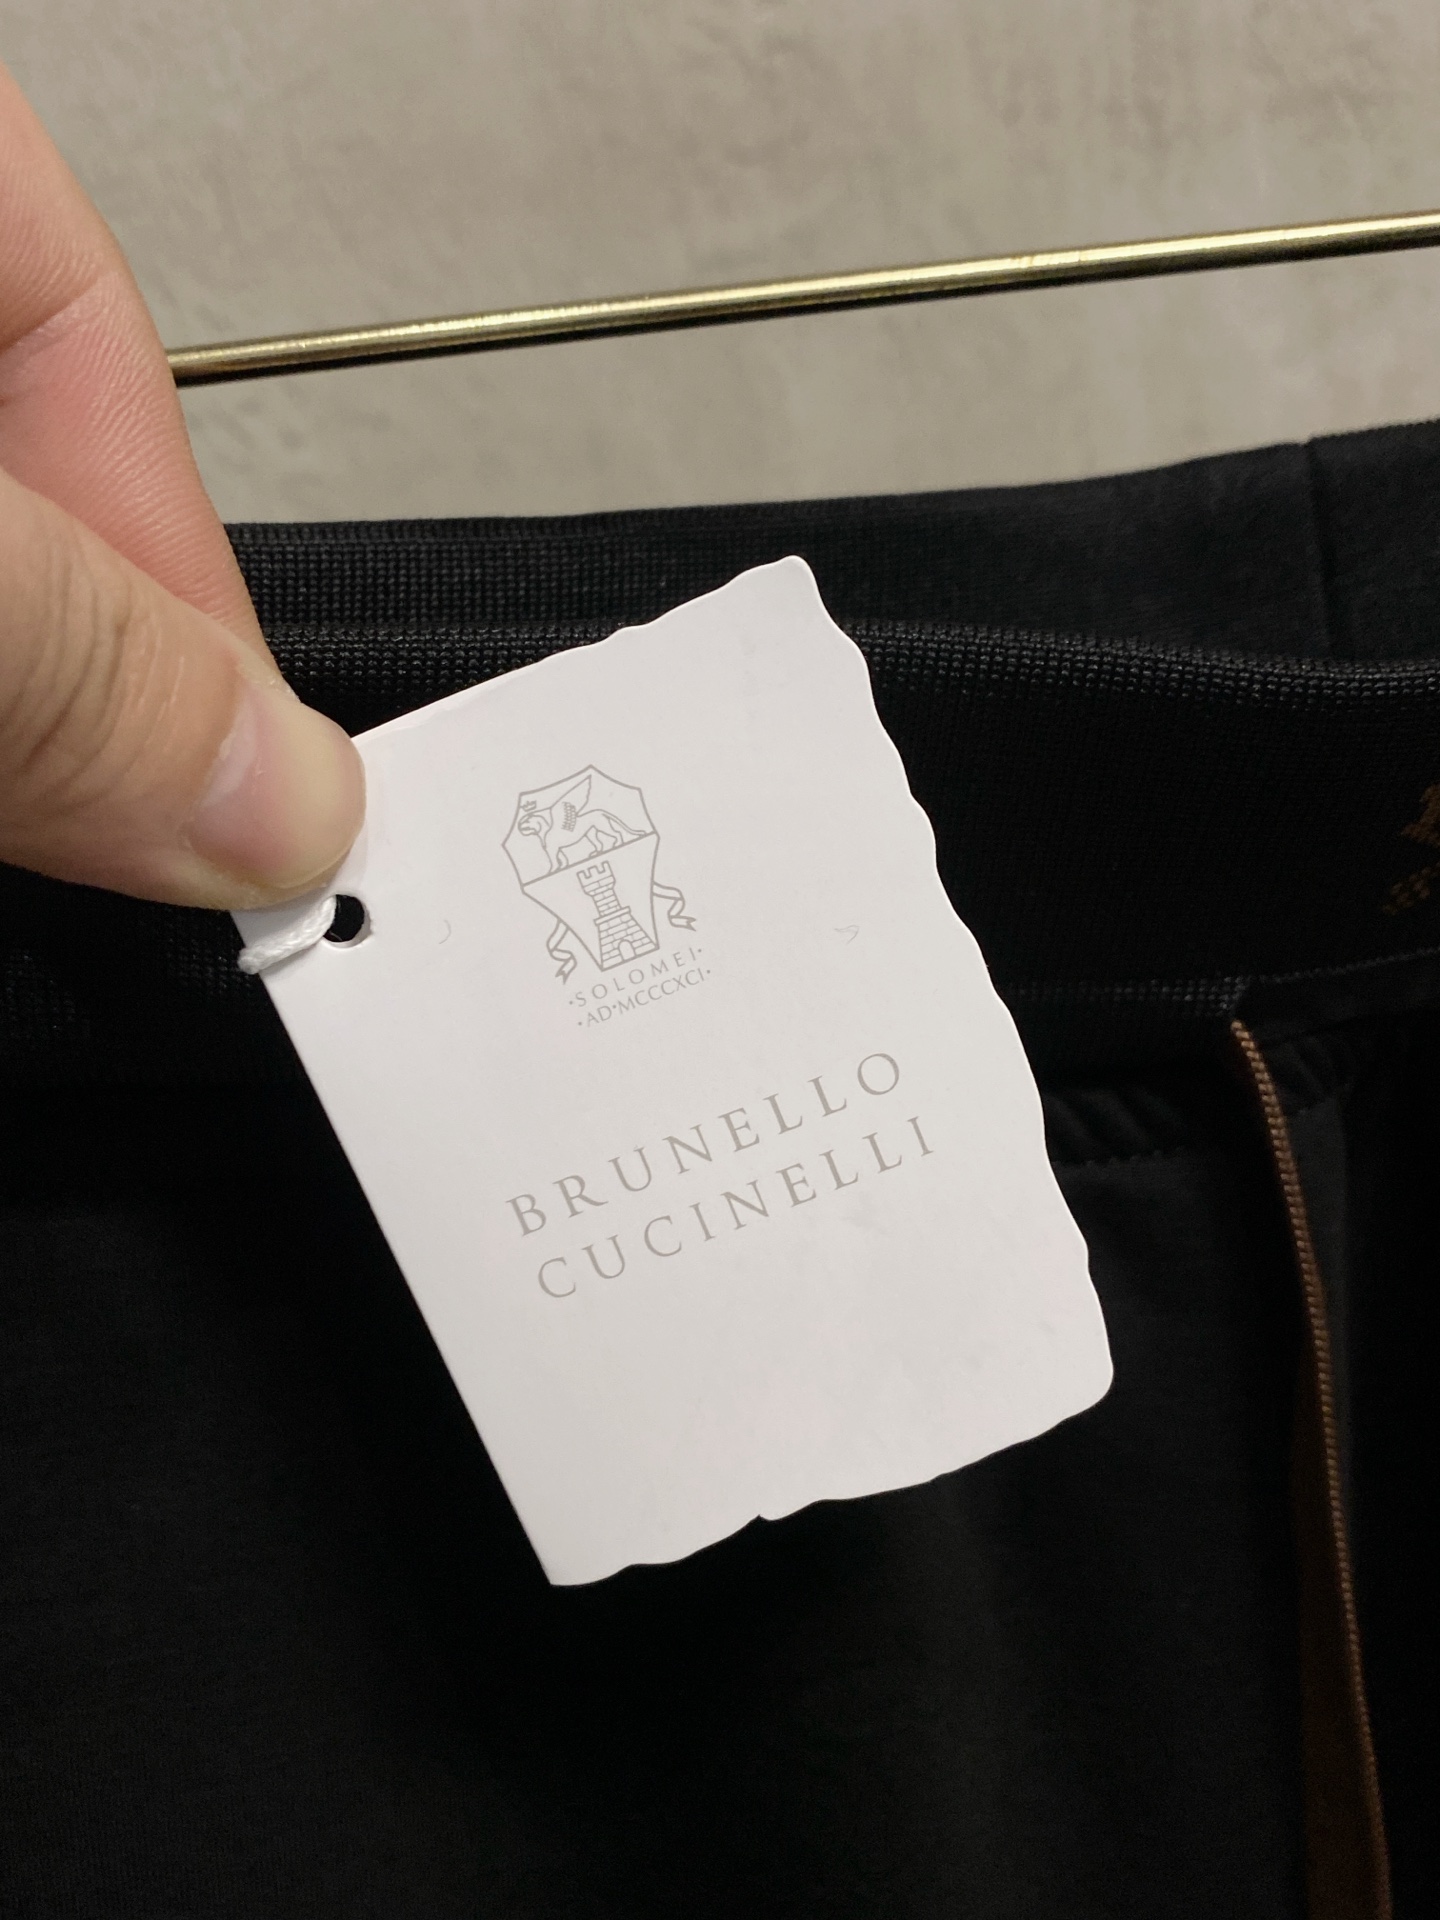 ·SOLOMEI·
·AD·MCCCXCI·
BRUNELLO
CUCINELLI